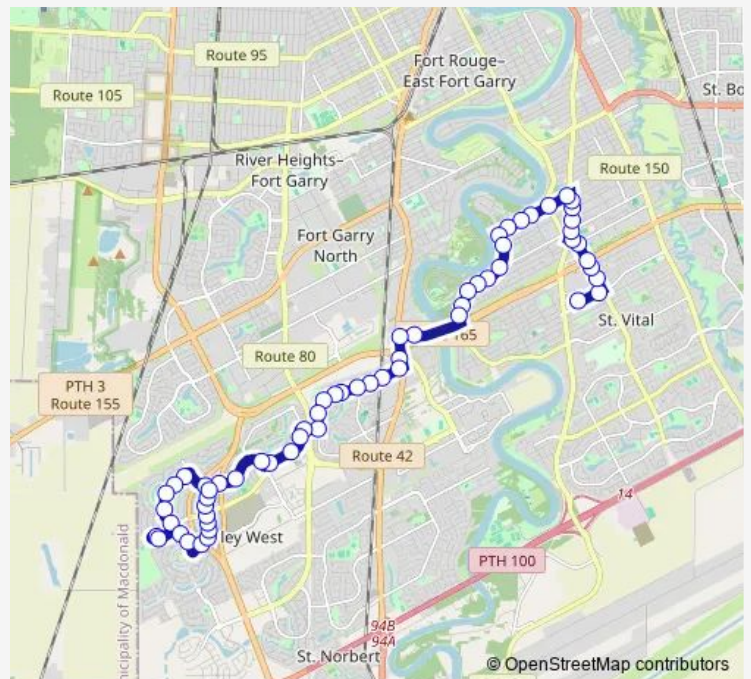 Route 95
Fort Rouge–
East Fort Garry
St. Bo
Route 105
River Heights–
Fort Garry
Route 150
Fort Garry
North
165
St. Vital
Route 80
PTH 3
Route 155
Route 42
14
ley West
PTH 100
nicipality of Macdonald
94B
94A
St. Norbert
© OpenStreetMap contributors